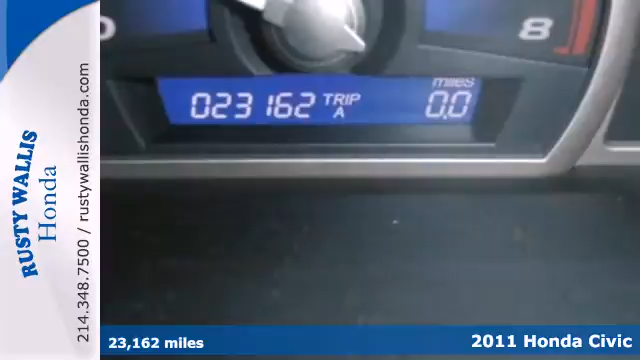 0
8
miles
023162 TRIP A 0.0
RUSTY WALLIS
Honda
214.348.7500 / rustywallishonda.com
23,162 miles
2011 Honda Civic